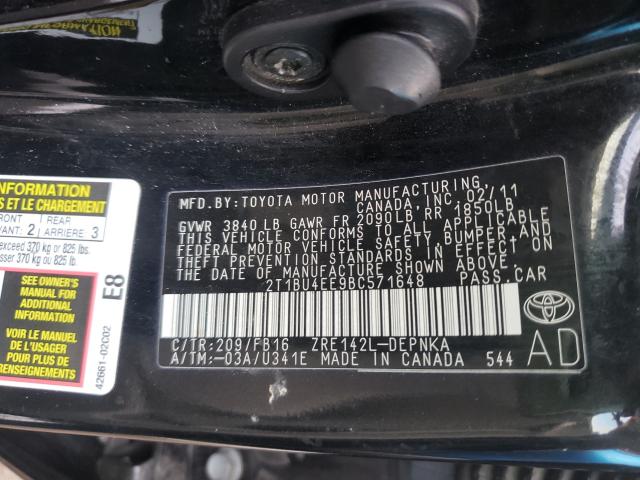 INFORMATION
ET LE CHARGEMENT
FRONT
AVANT: 2
REAR
ARRIERE 3
exceed 370 kg or 825 lbs.
370 kg ou 825 lb.
SEE OWNER'S
MANUAL FOR
ADDITIONAL
INFORMATION
VOIR LE MANUEL
DE L'USAGER
POUR PLUS DE
RENSEIGNEMENTS
E8
42661-02C02
MFD.BY:TOYOTA MOTOR MANUFACTURING
CANADA, INC. 02/11
GVWR 3840 LB GAWR FR 2090LB RR 1850LB
THIS VEHICLE CONFORMS TO ALL APPLICABLE
FEDERAL MOTOR VEHICLE SAFETY, BUMPER AND
THEFT PREVENTION STANDARDS IN EFFECT ON
THE DATE OF MANUFACTURE SHOWN ABOVE.
2T1BU4EE9BC571648 PASS.CAR
C/TR:209/FB16 ZRE142L-DEPNKA
A/TM:-03A/U341E MADE IN CANADA 544
AD